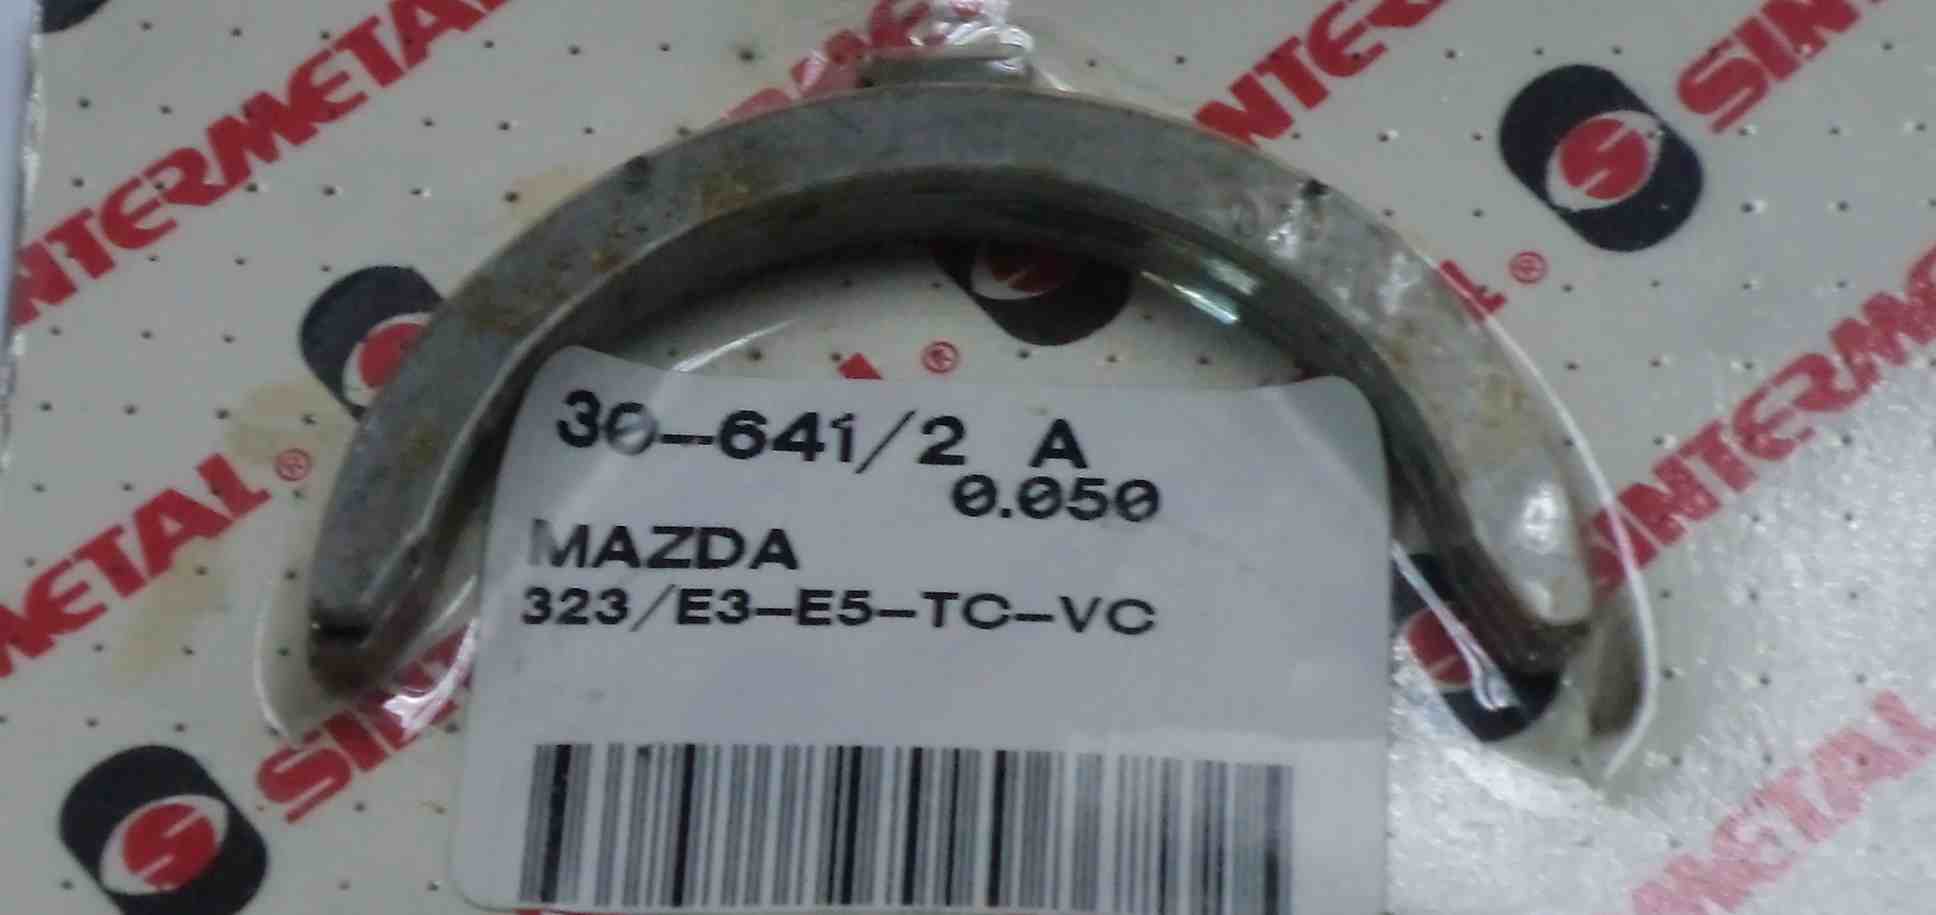 SINTERMETAL
SINTERMETAL ®
SINTERMETAL
30-641/2 A
0.050
MAZDA
323/E3-E5-TC-VC